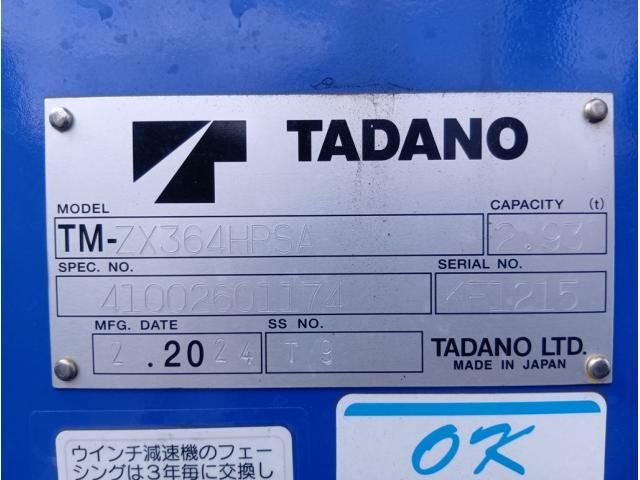 TADANO
MODEL
TM-ZX364HPSA
CAPACITY (t)
2.93
SPEC. NO.
41002601174
SERIAL NO.
KF1215
MFG. DATE
2 .2024
SS NO.
T9
TADANO LTD.
MADE IN JAPAN
ウインチ減速機のフェー
シングは3年毎に交換し
OK